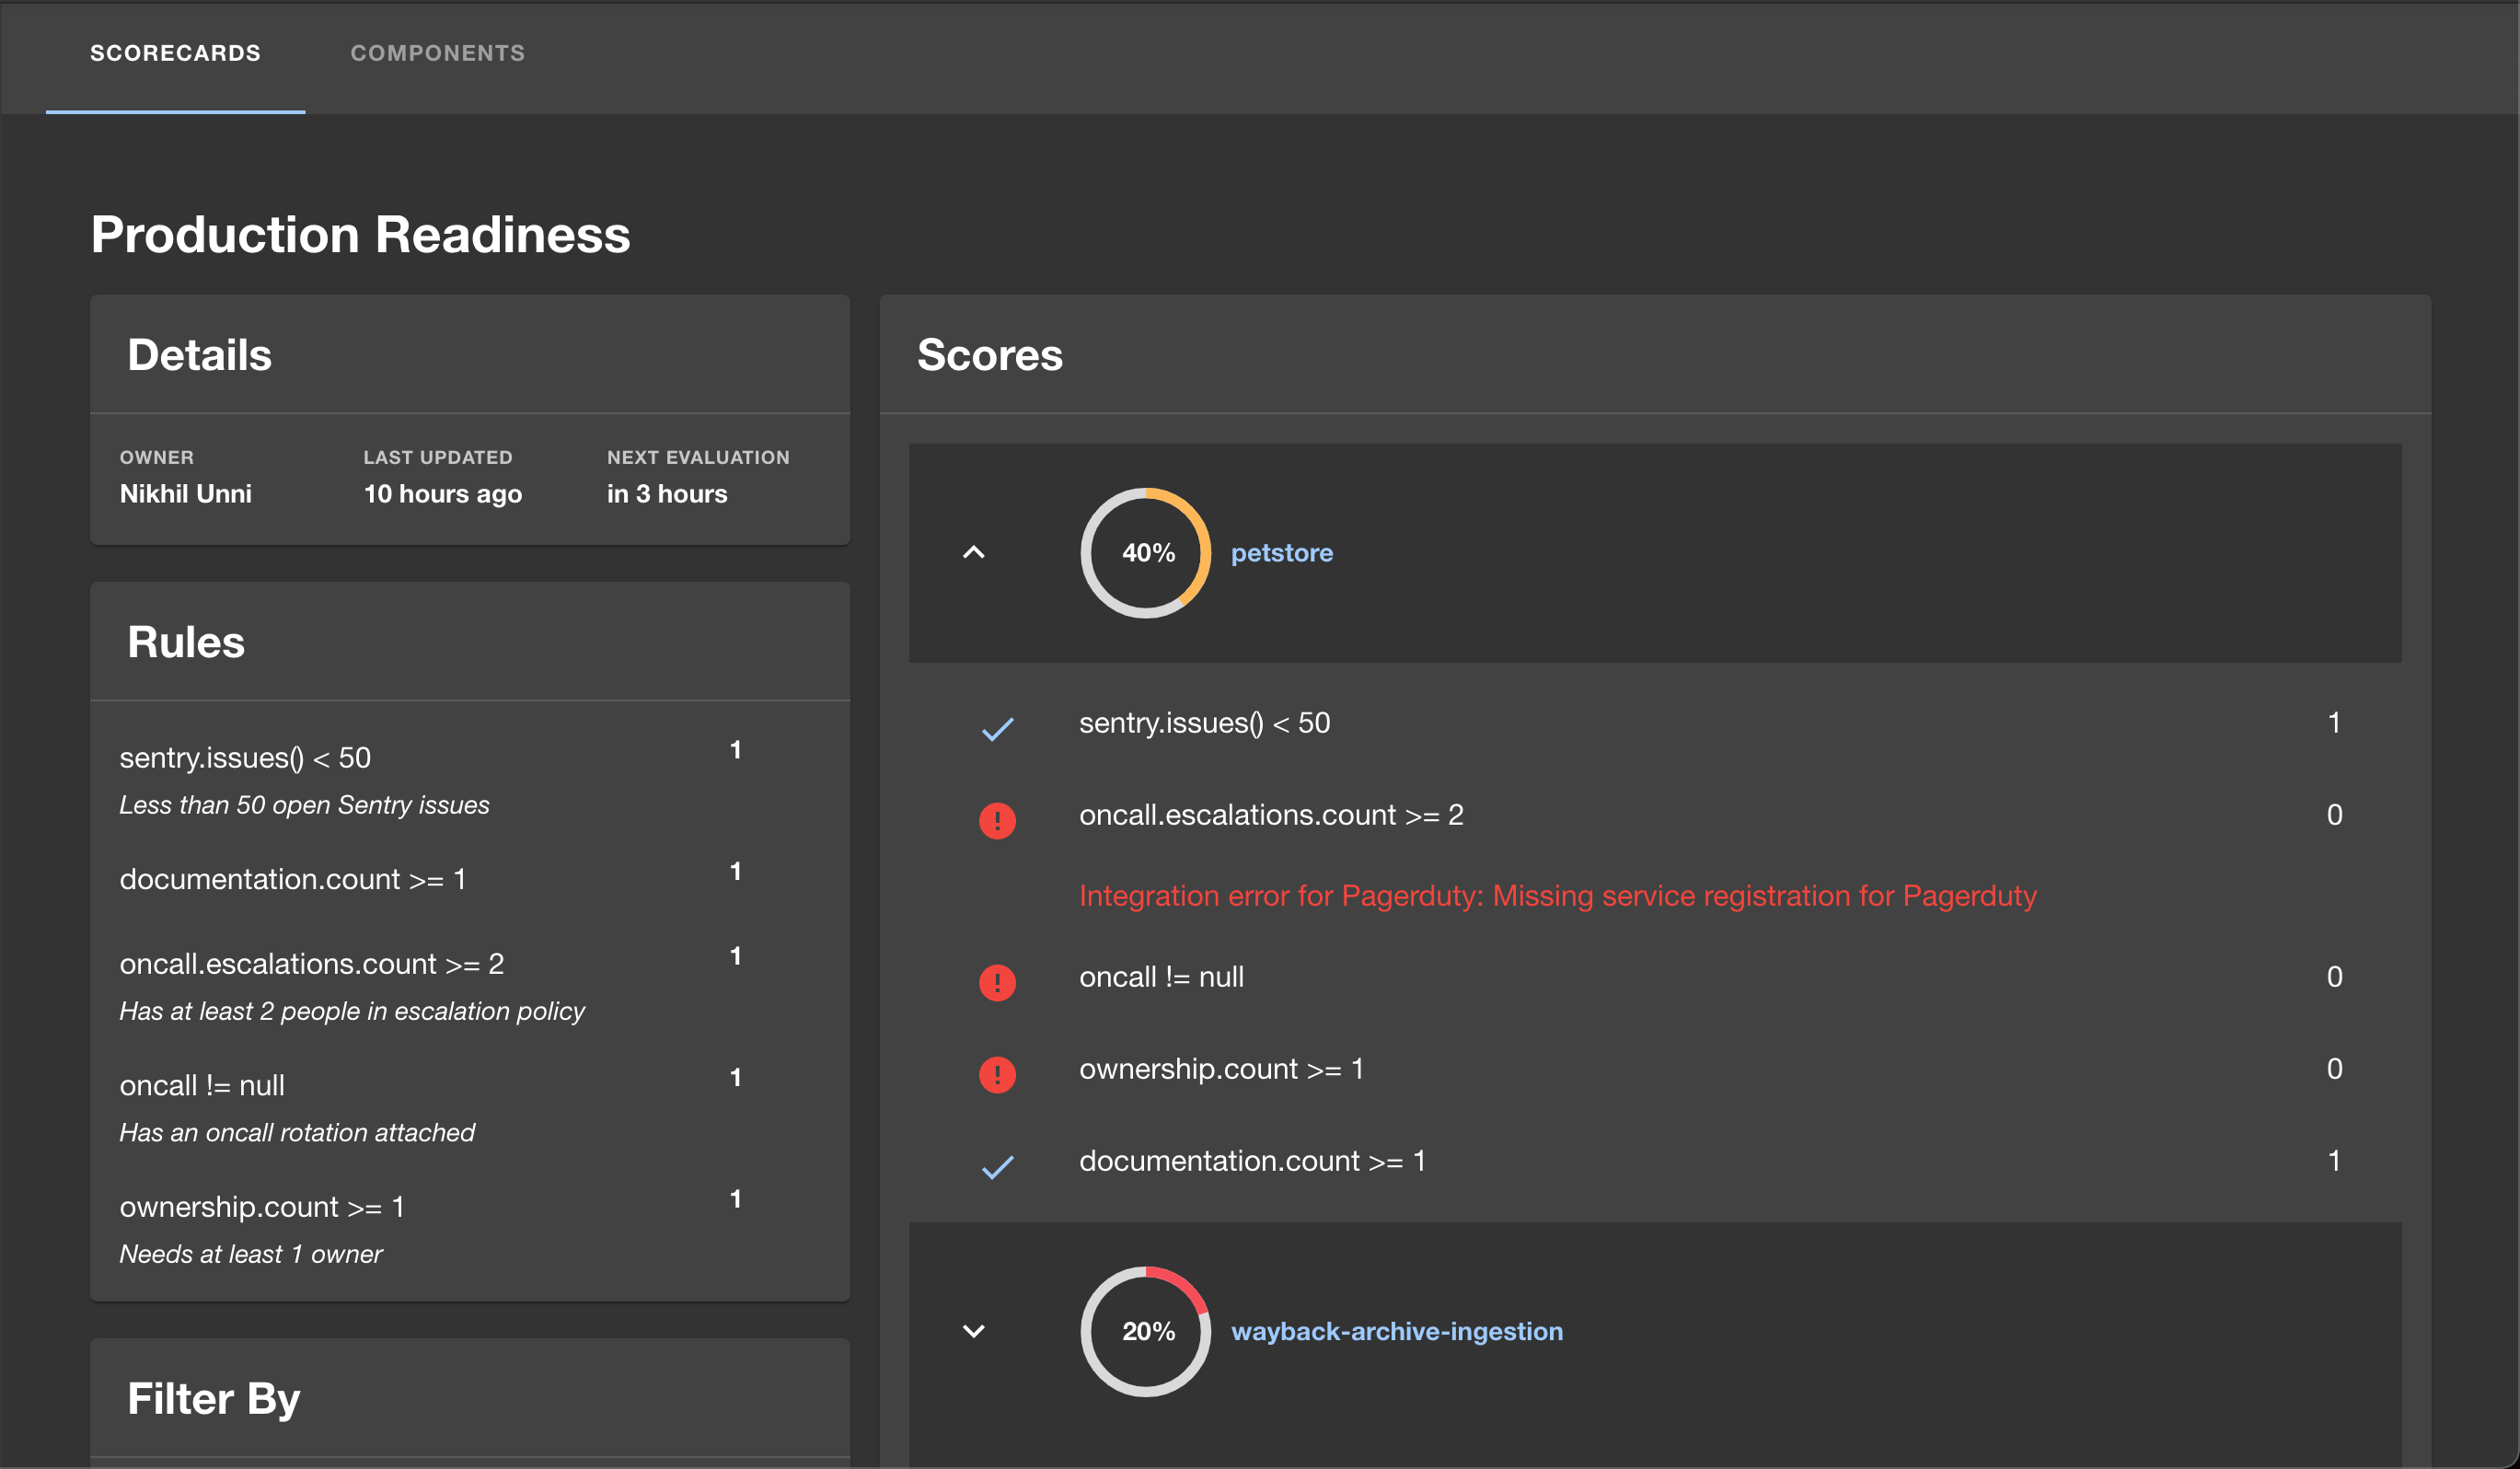 SCORECARDS COMPONENTS
Production Readiness
Details
OWNER LAST UPDATED NEXT EVALUATION
Nikhil Unni 10 hours ago in 3 hours
Rules
sentry.issues() < 50 1
Less than 50 open Sentry issues
documentation.count >= 1 1
oncall.escalations.count >= 2 1
Has at least 2 people in escalation policy
oncall != null 1
Has an oncall rotation attached
ownership.count >= 1 1
Needs at least 1 owner
Filter By
Scores
40% petstore
sentry.issues() < 50 1
oncall.escalations.count >= 2 0
Integration error for Pagerduty: Missing service registration for Pagerduty
oncall != null 0
ownership.count >= 1 0
documentation.count >= 1 1
20% wayback-archive-ingestion